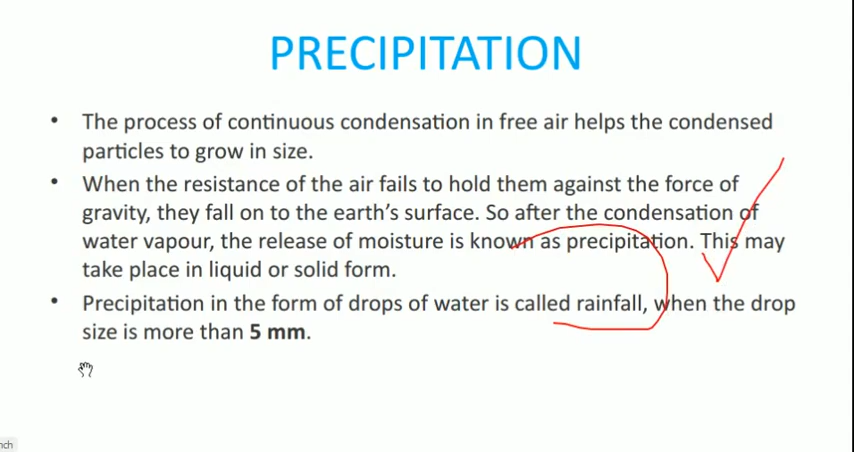 PRECIPITATION
• The process of continuous condensation in free air helps the condensed
particles to grow in size.
• When the resistance of the air fails to hold them against the force of
gravity, they fall on to the earth's surface. So after the condensation of
water vapour, the release of moisture is known as precipitation. This may
take place in liquid or solid form.
• Precipitation in the form of drops of water is called rainfall, when the drop
size is more than 5 mm.
nch